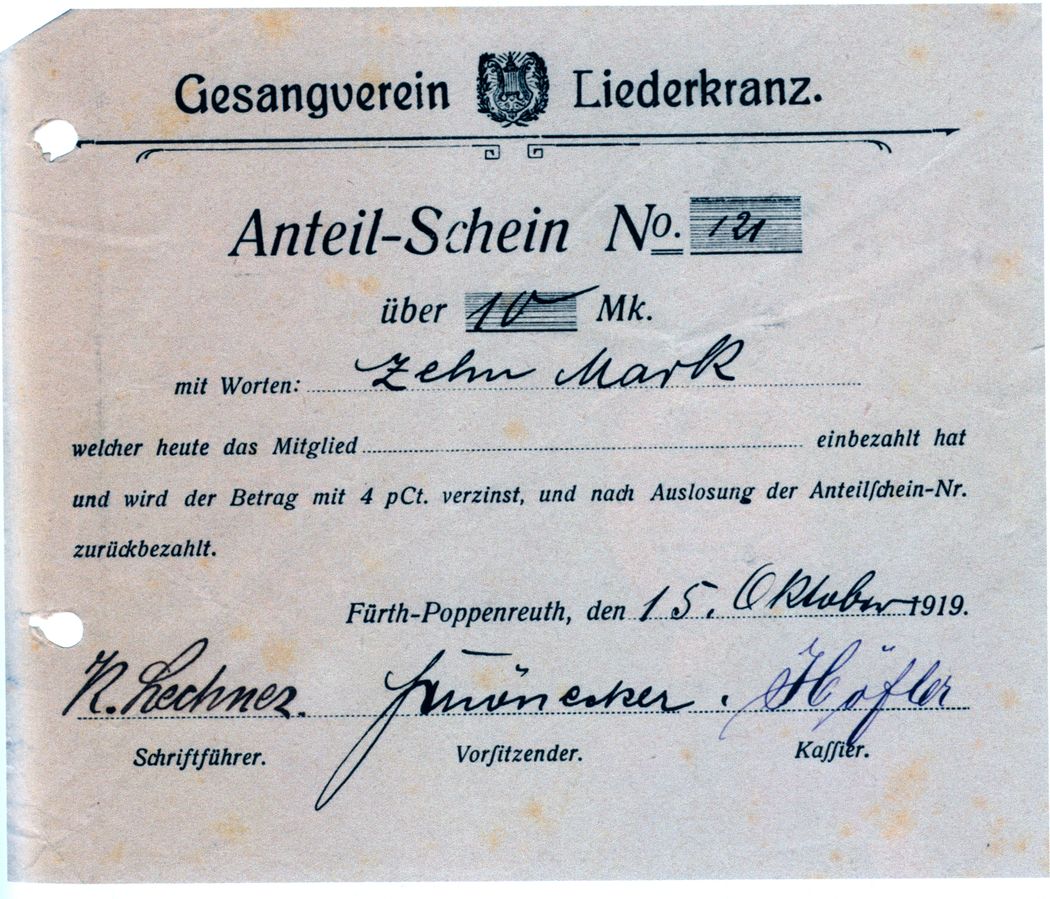 Gesangverein Liederkranz.
Anteil-Schein No. 121
über 10 Mk.
mit Worten: Zehn Mark
welcher heute das Mitglied einbezahlt hat
und wird der Betrag mit 4 pCt. verzinst, und nach Auslosung der Anteilſchein-Nr.
zurückbezahlt.
Fürth-Poppenreuth, den 15. Oktober 1919.
K. Lechner. Höfler
Schriftführer. Vorſitzender. Kaſſier.